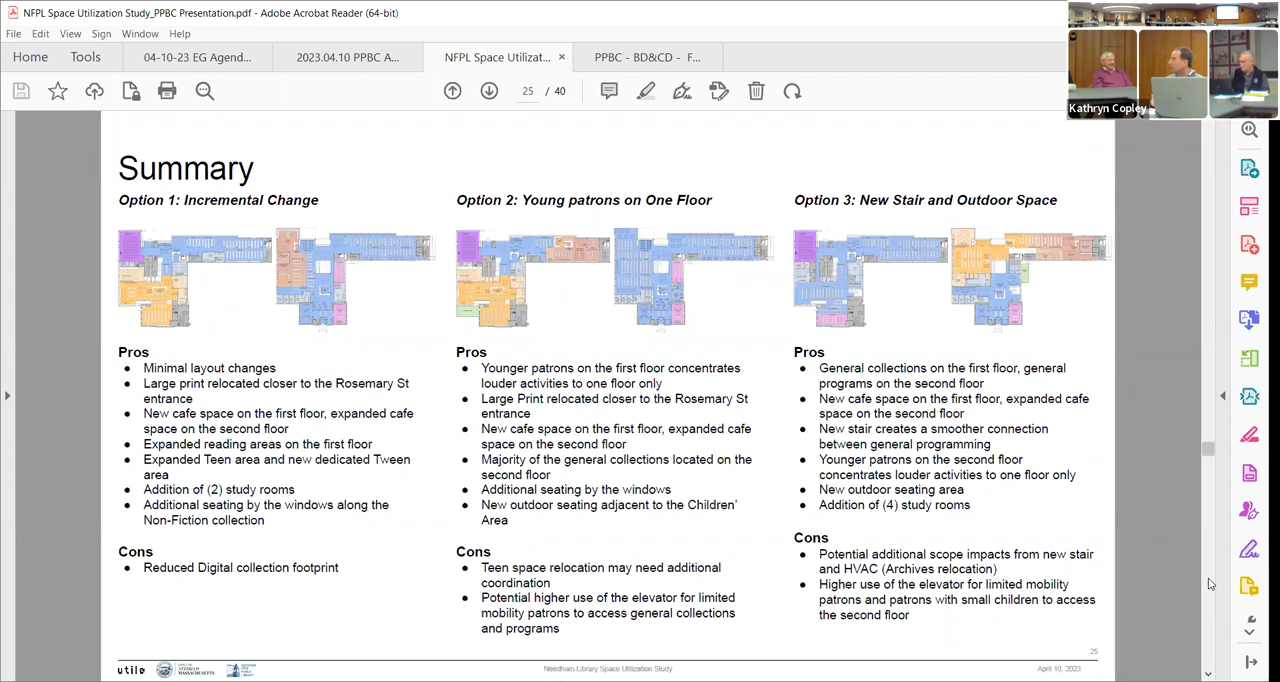 NFPL Space Utilization Study_PPBC Presentation.pdf - Adobe Acrobat Reader (64-bit)
File Edit View Sign Window Help
Home Tools 04-10-23 EG Agend... 2023.04.10 PPBC A... NFPL Space Utilizat... × PPBC - BD&CD - F...
25 / 40
Kathryn Copley
Summary
Option 1: Incremental Change
Pros
Minimal layout changes
Large print relocated closer to the Rosemary St
entrance
New cafe space on the first floor, expanded cafe
space on the second floor
Expanded reading areas on the first floor
Expanded Teen area and new dedicated Tween
area
Addition of (2) study rooms
Additional seating by the windows along the
Non-Fiction collection
Cons
Reduced Digital collection footprint
Option 2: Young patrons on One Floor
Pros
Younger patrons on the first floor concentrates
louder activities to one floor only
Large Print relocated closer to the Rosemary St
entrance
New cafe space on the first floor, expanded cafe
space on the second floor
Majority of the general collections located on the
second floor
Additional seating by the windows
New outdoor seating adjacent to the Children'
Area
Cons
Teen space relocation may need additional
coordination
Potential higher use of the elevator for limited
mobility patrons to access general collections
and programs
Option 3: New Stair and Outdoor Space
Pros
General collections on the first floor, general
programs on the second floor
New cafe space on the first floor, expanded cafe
space on the second floor
New stair creates a smoother connection
between general programming
Younger patrons on the second floor
concentrates louder activities to one floor only
New outdoor seating area
Addition of (4) study rooms
Cons
Potential additional scope impacts from new stair
and HVAC (Archives relocation)
Higher use of the elevator for limited mobility
patrons and patrons with small children to access
the second floor
25
utile
NEEDHAM
MASSACHUSETTS
Needham Library Space Utilization Study
April 10, 2023